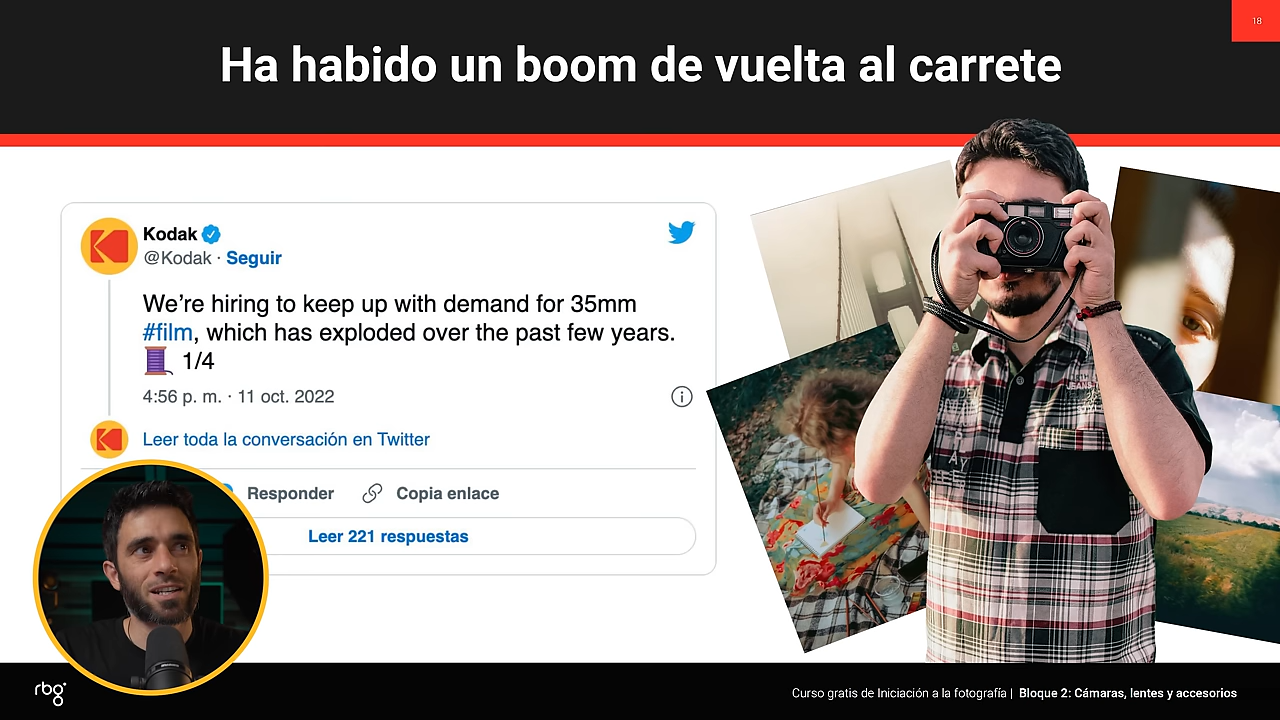 18
Ha habido un boom de vuelta al carrete
Kodak
@Kodak · Seguir
We’re hiring to keep up with demand for 35mm
#film, which has exploded over the past few years.
1/4
4:56 p. m. · 11 oct. 2022
Leer toda la conversación en Twitter
Responder
Copia enlace
Leer 221 respuestas
rbg
Curso gratis de Iniciación a la fotografía | Bloque 2: Cámaras, lentes y accesorios